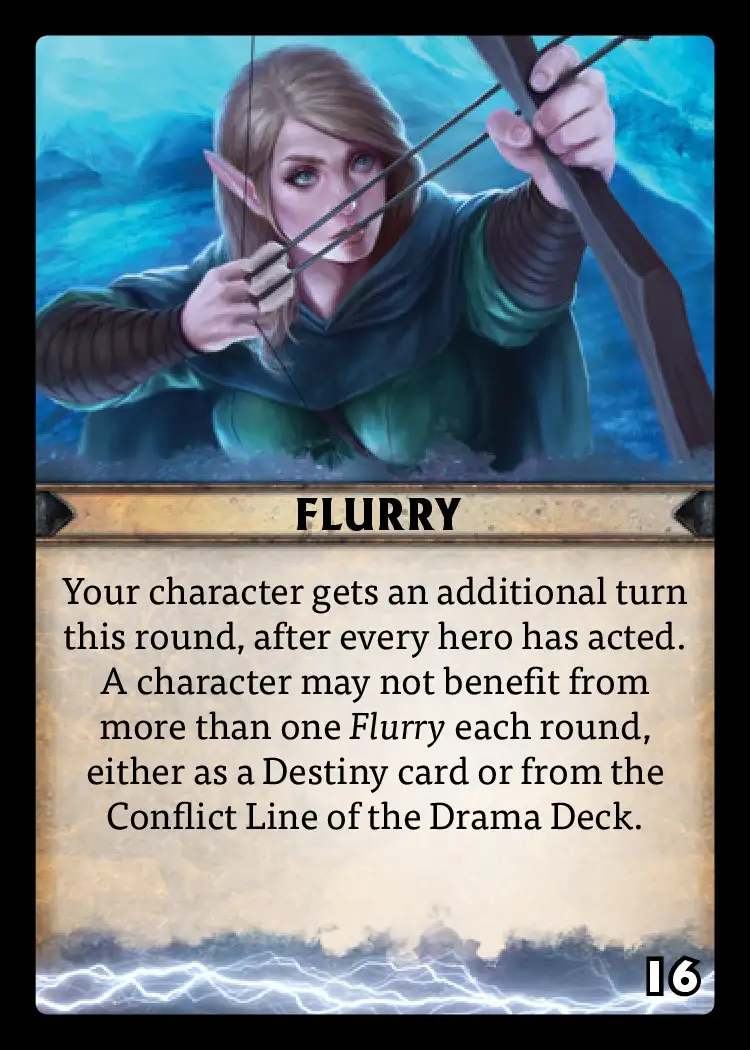 FLURRY
Your character gets an additional turn
this round, after every hero has acted.
A character may not benefit from
more than one Flurry each round,
either as a Destiny card or from the
Conflict Line of the Drama Deck.
16